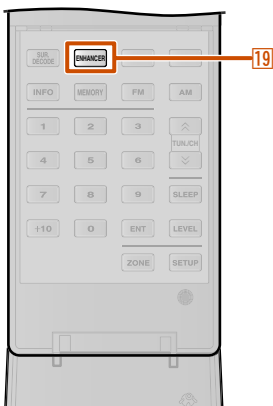 SUR. DECODE ENHANCER 19
INFO MEMORY FM AM
1 2 3
TUN./CH
4 5 6
7 8 9 SLEEP
+10 0 ENT LEVEL
ZONE SETUP